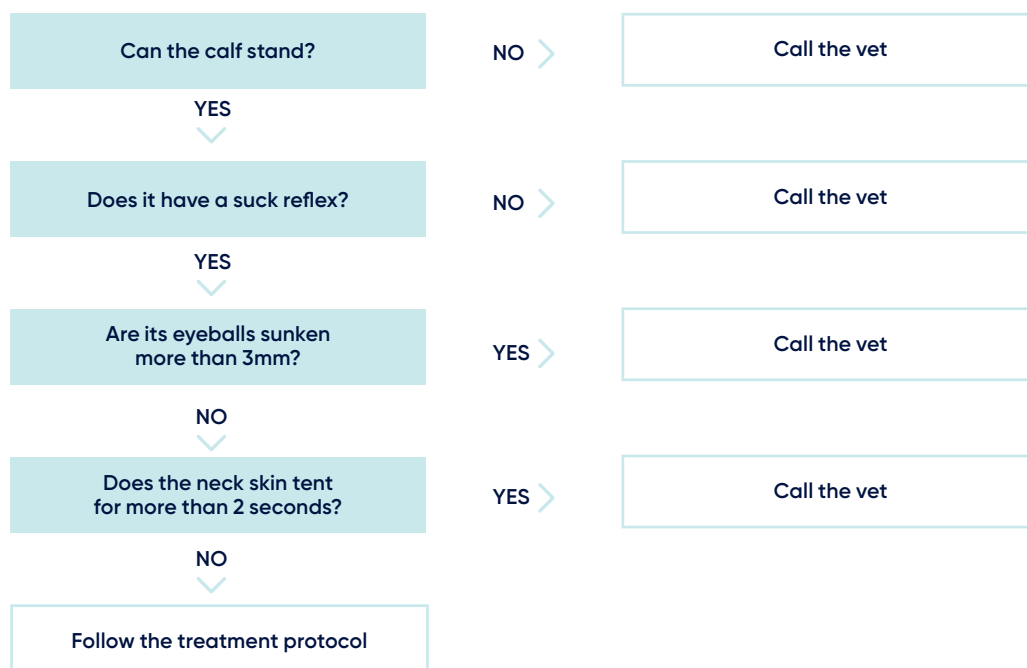 Can the calf stand?
NO
Call the vet
YES
Does it have a suck reflex?
NO
Call the vet
YES
Are its eyeballs sunken
more than 3mm?
YES
Call the vet
NO
Does the neck skin tent
for more than 2 seconds?
YES
Call the vet
NO
Follow the treatment protocol